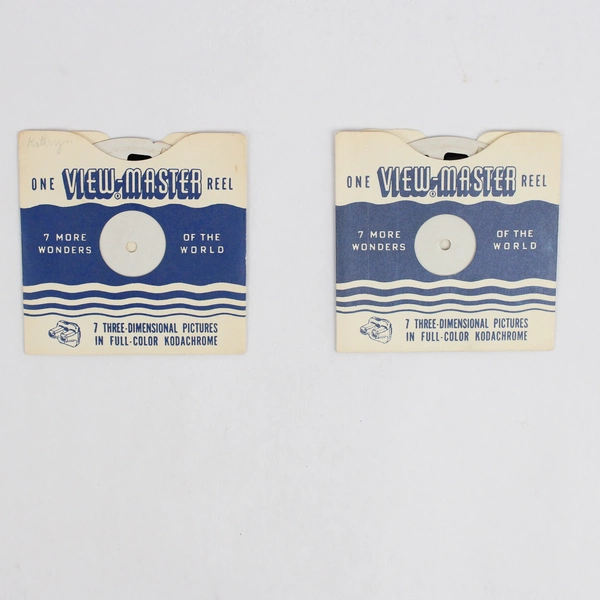 Kathryn
ONE VIEW-MASTER® REEL
7 MORE WONDERS OF THE WORLD
7 THREE-DIMENSIONAL PICTURES
IN FULL-COLOR KODACHROME
ONE VIEW-MASTER® REEL
7 MORE WONDERS OF THE WORLD
7 THREE-DIMENSIONAL PICTURES
IN FULL-COLOR KODACHROME